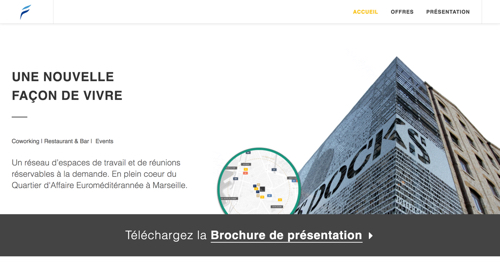 ACCUEIL OFFRES PRÉSENTATION
UNE NOUVELLE
FAÇON DE VIVRE
Coworking I Restaurant & Bar I Events
Un réseau d'espaces de travail et de réunions
réservables à la demande. En plein coeur du
Quartier d'Affaire Euroméditérannée à Marseille.
DOCKS
Téléchargez la Brochure de présentation